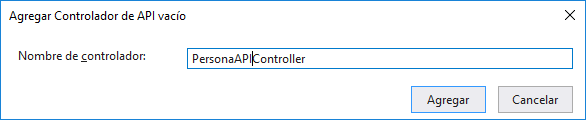 Agregar Controlador de API vacío
Nombre de controlador: PersonaAPIController
Agregar Cancelar